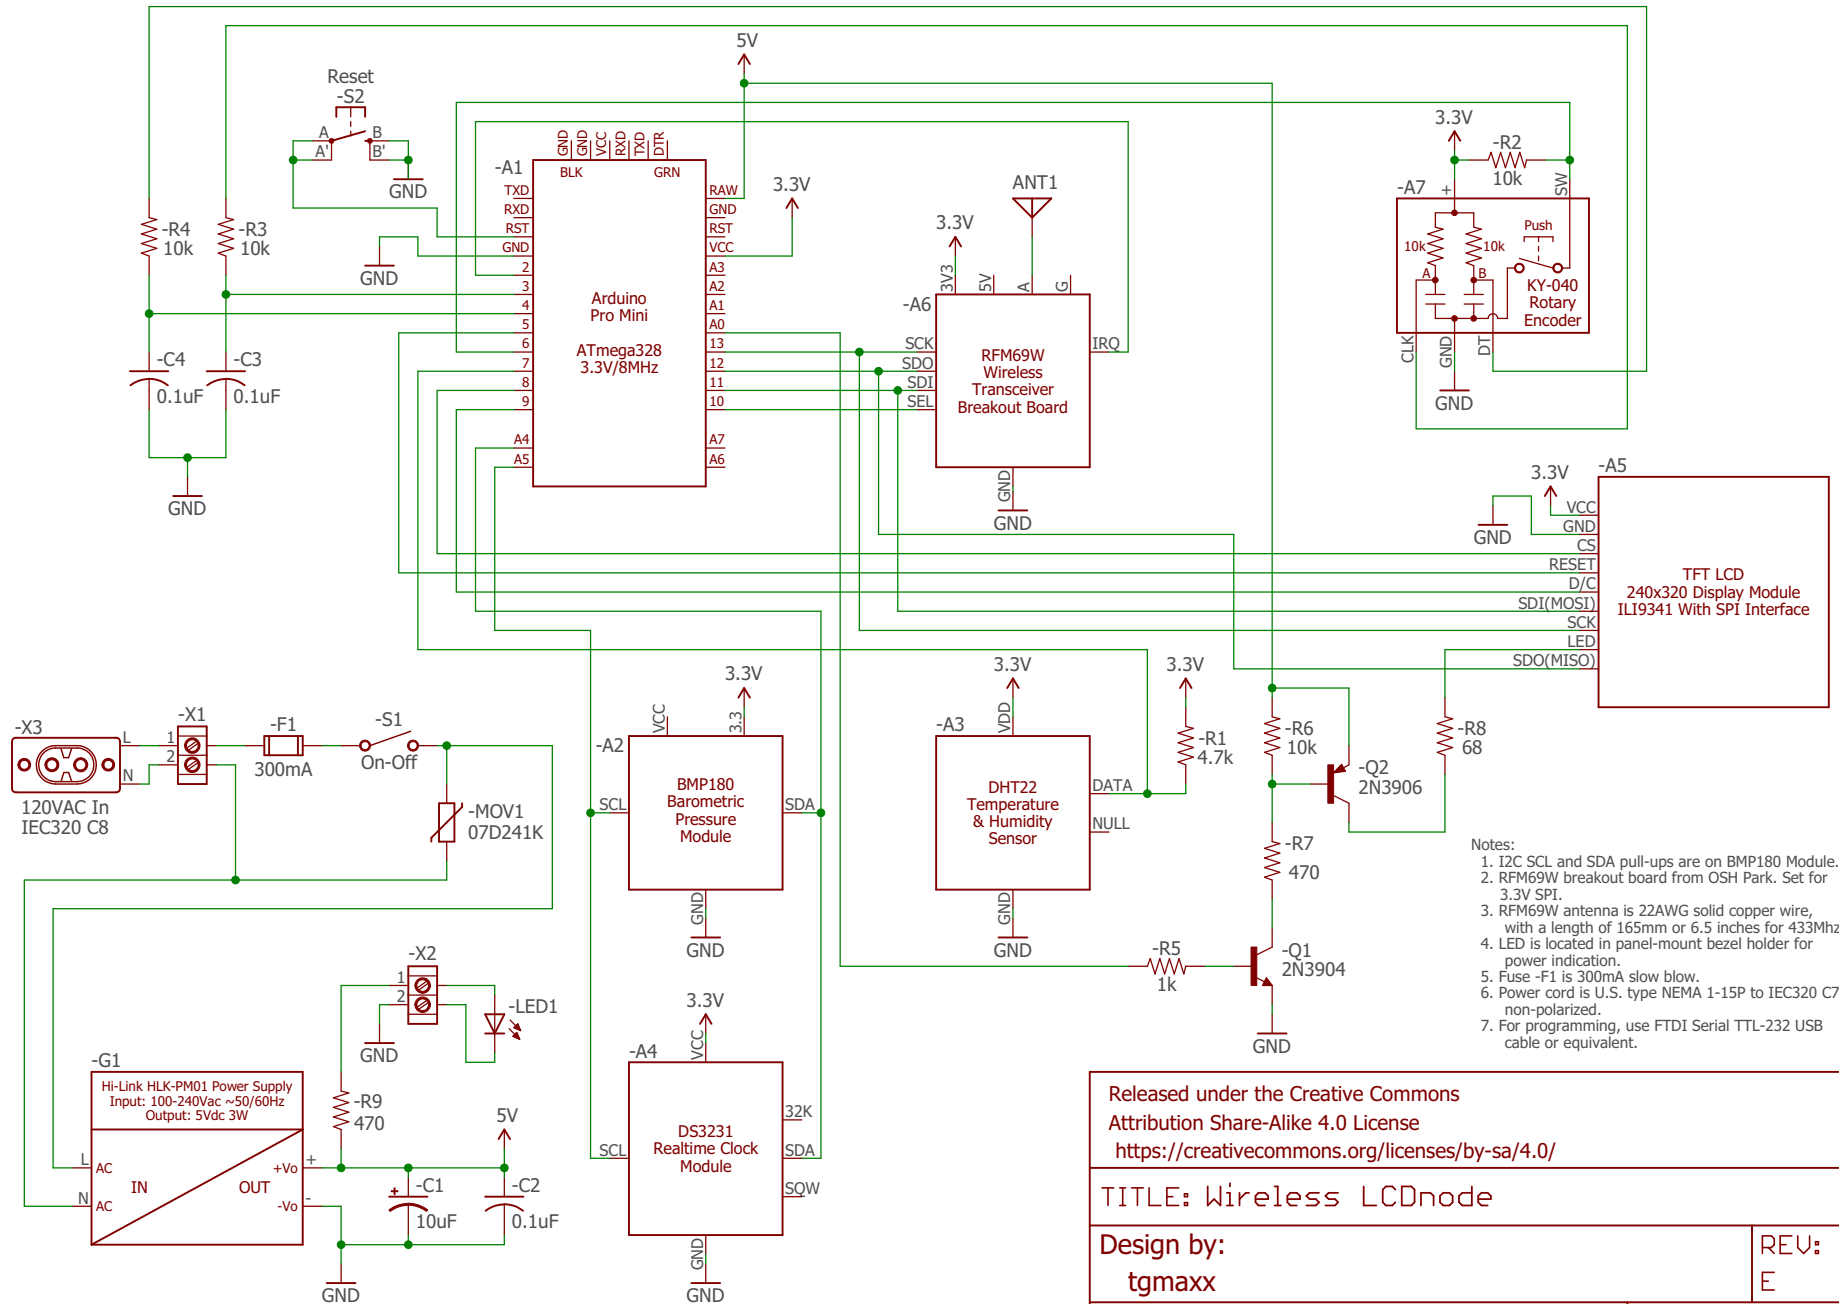 5V
Reset
-S2
A
B
A'
B'
GND
-R4
10k
-R3
10k
GND
-C4
0.1uF
-C3
0.1uF
GND
-A1
GND
GND
VCC
RXD
TXD
DTR
BLK
GRN
TXD
RXD
RST
GND
2
3
4
5
6
7
8
9
A4
A5
RAW
GND
RST
VCC
A3
A2
A1
A0
13
12
11
10
A7
A6
Arduino
Pro Mini
ATmega328
3.3V/8MHz
3.3V
3.3V
ANT1
-A6
3V3
5V
A
G
SCK
SDO
SDI
SEL
IRQ
RFM69W
Wireless
Transceiver
Breakout Board
GND
GND
3.3V
-R2
10k
-A7
+
SW
10k
10k
Push
A
B
KY-040
Rotary
Encoder
CLK
GND
DT
GND
3.3V
-A5
GND
VCC
GND
CS
RESET
D/C
SDI(MOSI)
SCK
LED
SDO(MISO)
TFT LCD
240x320 Display Module
ILI9341 With SPI Interface
-X3
L
N
120VAC In
IEC320 C8
-X1
1
2
-F1
300mA
-S1
On-Off
-MOV1
07D241K
3.3V
-A2
VCC
3.3
SCL
SDA
BMP180
Barometric
Pressure
Module
GND
GND
3.3V
-A3
VDD
DHT22
Temperature
& Humidity
Sensor
DATA
NULL
GND
GND
3.3V
-R1
4.7k
-R6
10k
-Q2
2N3906
-R8
68
-R7
470
-R5
1k
-Q1
2N3904
GND
Notes:
1. I2C SCL and SDA pull-ups are on BMP180 Module.
2. RFM69W breakout board from OSH Park. Set for
3.3V SPI.
3. RFM69W antenna is 22AWG solid copper wire,
with a length of 165mm or 6.5 inches for 433Mhz
4. LED is located in panel-mount bezel holder for
power indication.
5. Fuse -F1 is 300mA slow blow.
6. Power cord is U.S. type NEMA 1-15P to IEC320 C7
non-polarized.
7. For programming, use FTDI Serial TTL-232 USB
cable or equivalent.
-X2
1
2
GND
-LED1
-G1
Hi-Link HLK-PM01 Power Supply
Input: 100-240Vac ~50/60Hz
Output: 5Vdc 3W
L
AC
N
AC
IN
OUT
+Vo
+
-Vo
-
-R9
470
5V
+
-C1
10uF
-C2
0.1uF
GND
3.3V
-A4
VCC
32K
SCL
SDA
SQW
DS3231
Realtime Clock
Module
GND
GND
Released under the Creative Commons
Attribution Share-Alike 4.0 License
https://creativecommons.org/licenses/by-sa/4.0/
TITLE: Wireless LCDnode
Design by:
tgmaxx
REV:
E